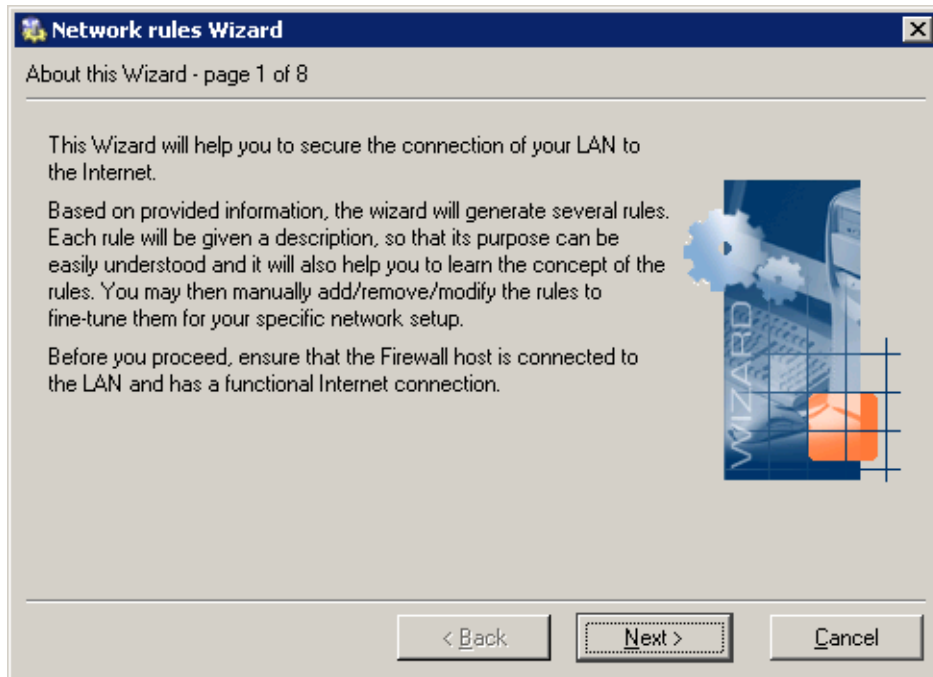 Network rules Wizard
About this Wizard - page 1 of 8
This Wizard will help you to secure the connection of your LAN to
the Internet.
Based on provided information, the wizard will generate several rules.
Each rule will be given a description, so that its purpose can be
easily understood and it will also help you to learn the concept of the
rules. You may then manually add/remove/modify the rules to
fine-tune them for your specific network setup.
Before you proceed, ensure that the Firewall host is connected to
the LAN and has a functional Internet connection.
WIZARD
< Back
Next >
Cancel